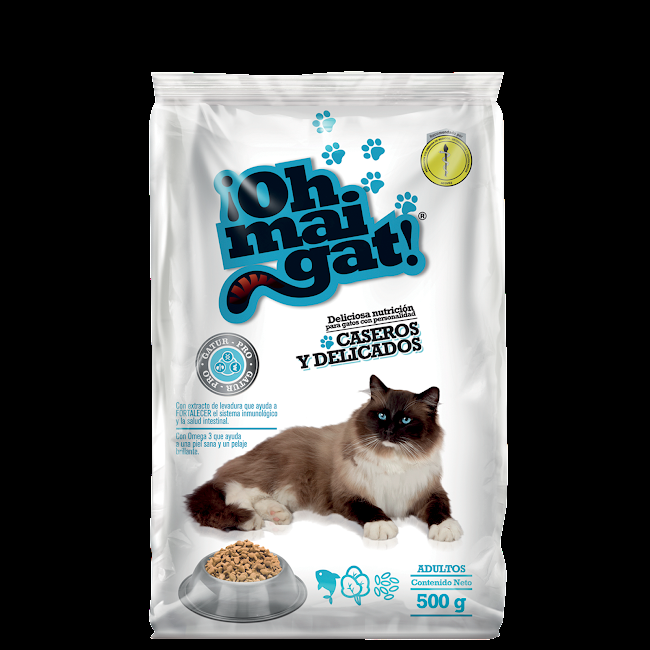 ¡Oh
mai
gat!
®
Deliciosa nutrición
para gatos con personalidad
CASEROS
Y DELICADOS
GATUR - PRO - GATUR - PRO -
Con extracto de levadura que ayuda a
FORTALECER el sistema inmunológico
y la salud intestinal.
Con Omega 3 que ayuda
a una piel sana y un pelaje
brillante.
ADULTOS
Contenido Neto
500 g